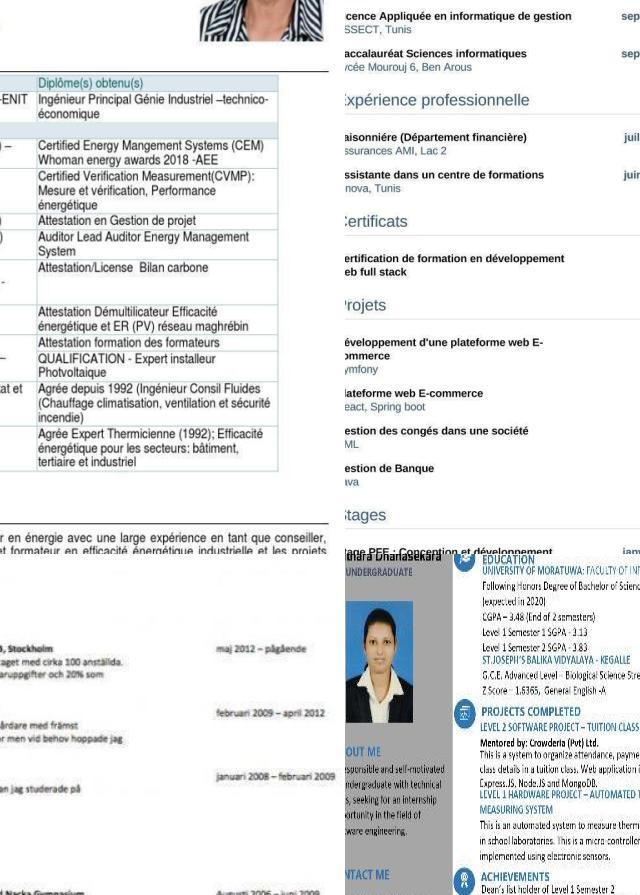 Diplôme(s) obtenu(s)
-ENIT
Ingénieur Principal Génie Industriel –technico-
économique
) –
Certified Energy Mangement Systems (CEM)
Whoman energy awards 2018 -AEE
Certified Verification Measurement(CVMP):
Mesure et vérification, Performance
énergétique
)
Attestation en Gestion de projet
)
Auditor Lead Auditor Energy Management
System
Attestation/License Bilan carbone
-
Attestation Démultilicateur Efficacité
énergétique et ER (PV) réseau maghrébin
Attestation formation des formateurs
–
QUALIFICATION - Expert installeur
Photvoltaique
tat et
Agrée depuis 1992 (Ingénieur Consil Fluides
(Chauffage climatisation, ventilation et sécurité
incendie)
Agrée Expert Thermicienne (1992); Efficacité
énergétique pour les secteurs: bâtiment,
tertiaire et industriel
r en énergie avec une large expérience en tant que conseiller,
et formateur en efficacité énergétique industrielle et les projets
cence Appliquée en informatique de gestion
sep
SSECT, Tunis
accalauréat Sciences informatiques
sep
ycée Mourouj 6, Ben Arous
xpérience professionnelle
aisonniére (Département financière)
juil
ssurances AMI, Lac 2
ssistante dans un centre de formations
juin
nova, Tunis
Certificats
ertification de formation en développement
eb full stack
Projets
éveloppement d'une plateforme web E-
ommerce
ymfony
lateforme web E-commerce
eact, Spring boot
estion des congés dans une société
ML
estion de Banque
ava
Stages
tage PFE : Conception et développement
janv
, Stockholm
maj 2012 – pågående
taget med cirka 100 anställda.
aruppgifter och 20% som
februari 2009 – april 2012
årdare med främst
r men vid behov hoppade jag
januari 2008 – februari 2009
an jag studerade på
Nacka Gymnasium
Augusti 2006 – juni 2009
thara Dhanasekara
UNDERGRADUATE
OUT ME
sponsible and self-motivated
ndergraduate with technical
s, seeking for an internship
ortunity in the field of
tware engineering.
NTACT ME
EDUCATION
UNIVERSITY OF MORATUWA: FACULTY OF INF
Following Honors Degree of Bachelor of Scienc
(expected in 2020)
CGPA – 3.48 (End of 2 semesters)
Level 1 Semester 1 SGPA - 3.13
Level 1 Semester 2 SGPA - 3.83
ST.JOSEPH'S BALIKA VIDYALAYA - KEGALLE
G.C.E. Advanced Level – Biological Science Stre
Z Score – 1.5365, General English -A
PROJECTS COMPLETED
LEVEL 2 SOFTWARE PROJECT – TUITION CLASS
Mentored by: Crowderia (Pvt) Ltd.
This is a system to organize attendance, payme
class details in a tuition class. Web application i
Express.JS, Node.JS and MongoDB.
LEVEL 1 HARDWARE PROJECT – AUTOMATED T
MEASURING SYSTEM
This is an automated system to measure therm
in school laboratories. This is a micro-controlle
implemented using electronic sensors.
ACHIEVEMENTS
Dean's list holder of Level 1 Semester 2